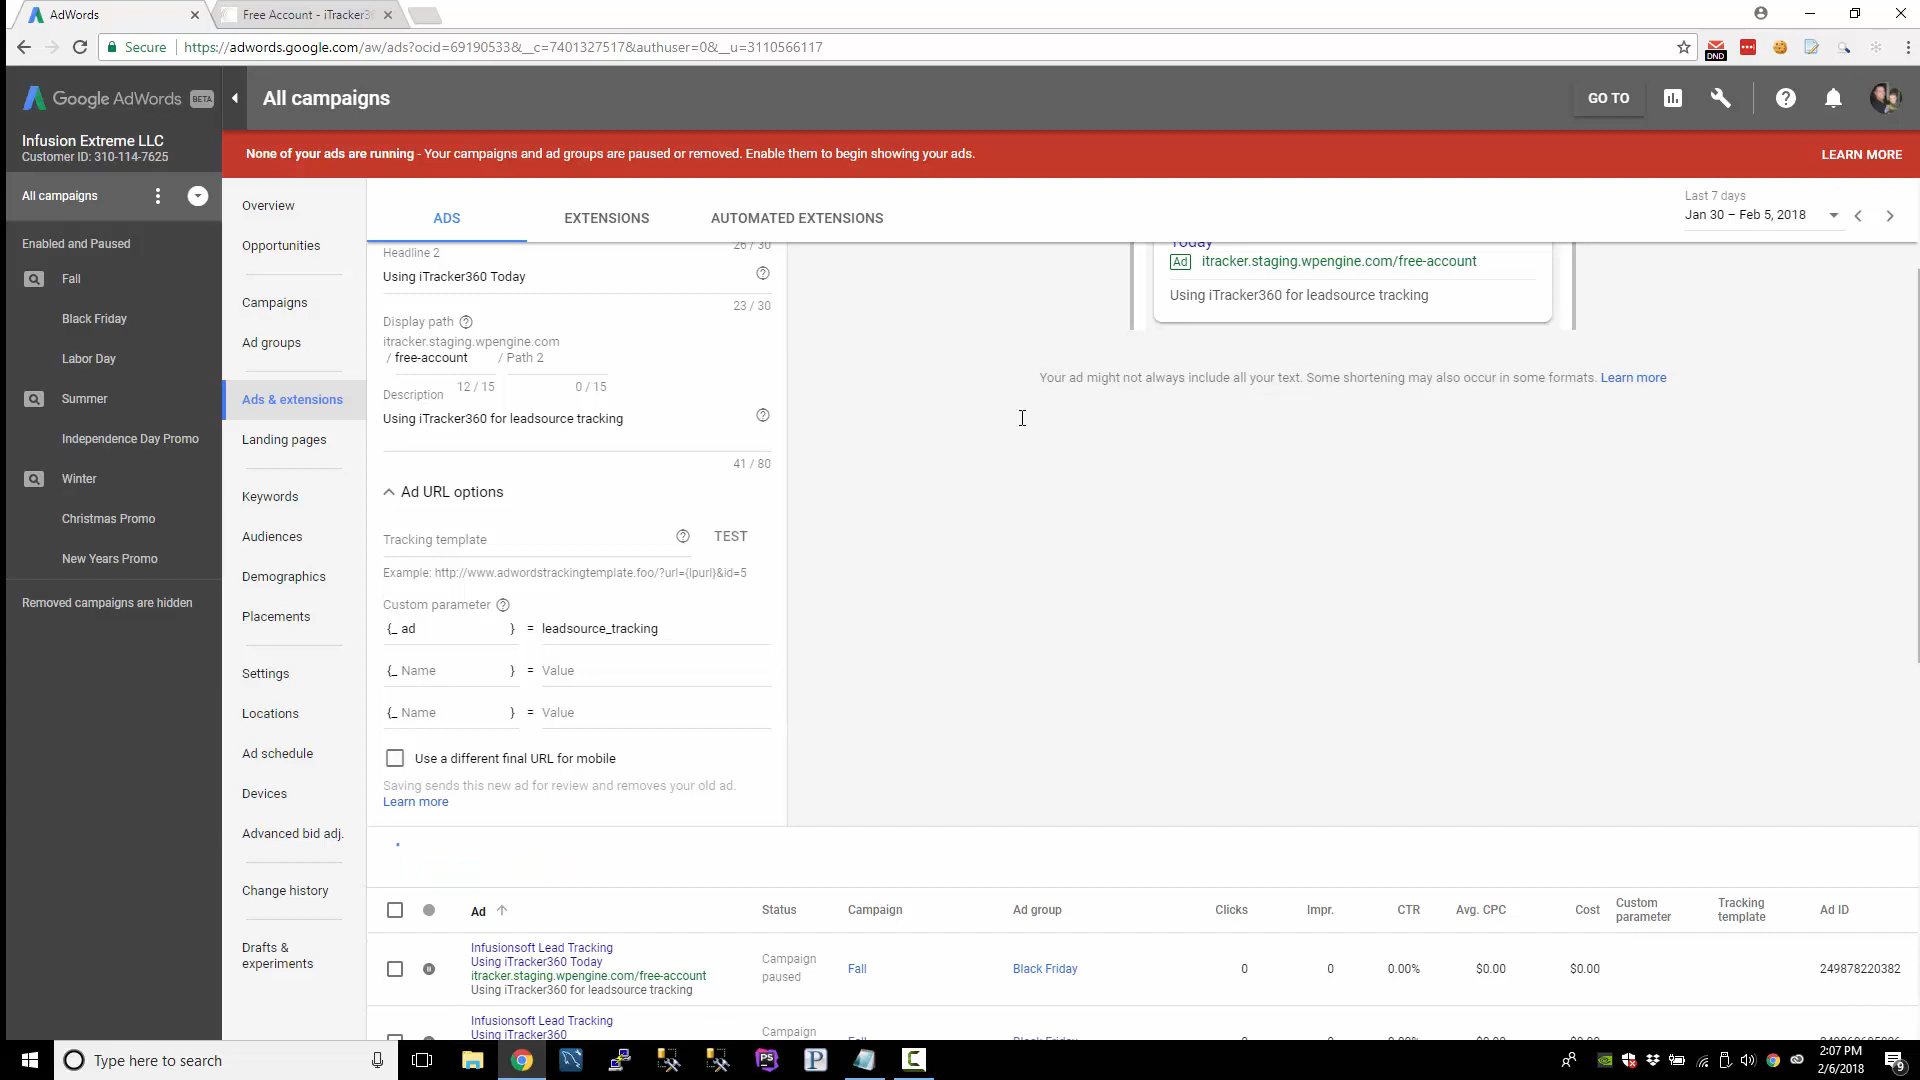 AdWords
Free Account - iTracker36
Secure
https://adwords.google.com/aw/ads?ocid=69190533&__c=7401327517&authuser=0&__u=3110566117
DND
Google AdWords BETA
All campaigns
GO TO
Infusion Extreme LLC
Customer ID: 310-114-7625
None of your ads are running - Your campaigns and ad groups are paused or removed. Enable them to begin showing your ads.
LEARN MORE
All campaigns
Enabled and Paused
Fall
Black Friday
Labor Day
Summer
Independence Day Promo
Winter
Christmas Promo
New Years Promo
Removed campaigns are hidden
Overview
Opportunities
Campaigns
Ad groups
Ads & extensions
Landing pages
Keywords
Audiences
Demographics
Placements
Settings
Locations
Ad schedule
Devices
Advanced bid adj.
Change history
Drafts &
experiments
ADS
EXTENSIONS
AUTOMATED EXTENSIONS
Last 7 days
Jan 30 – Feb 5, 2018
26 / 30
Headline 2
Using iTracker360 Today
23 / 30
Display path
itracker.staging.wpengine.com
/ free-account / Path 2
12 / 15 0 / 15
Description
Using iTracker360 for leadsource tracking
41 / 80
Ad URL options
Tracking template
TEST
Example: http://www.adwordstrackingtemplate.foo/?url={lpurl}&id=5
Custom parameter
{_ ad } = leadsource_tracking
{_ Name } = Value
{_ Name } = Value
Use a different final URL for mobile
Saving sends this new ad for review and removes your old ad.
Learn more
Today
Ad itracker.staging.wpengine.com/free-account
Using iTracker360 for leadsource tracking
Your ad might not always include all your text. Some shortening may also occur in some formats. Learn more
Ad Status Campaign Ad group Clicks Impr. CTR Avg. CPC Cost Custom parameter Tracking template Ad ID
Infusionsoft Lead Tracking
Using iTracker360 Today
itracker.staging.wpengine.com/free-account
Using iTracker360 for leadsource tracking
Campaign
paused
Fall
Black Friday
0
0
0.00%
$0.00
$0.00
249878220382
Infusionsoft Lead Tracking
Using iTracker360
Campaign
Type here to search
PS
P
C
2:07 PM
2/6/2018
9